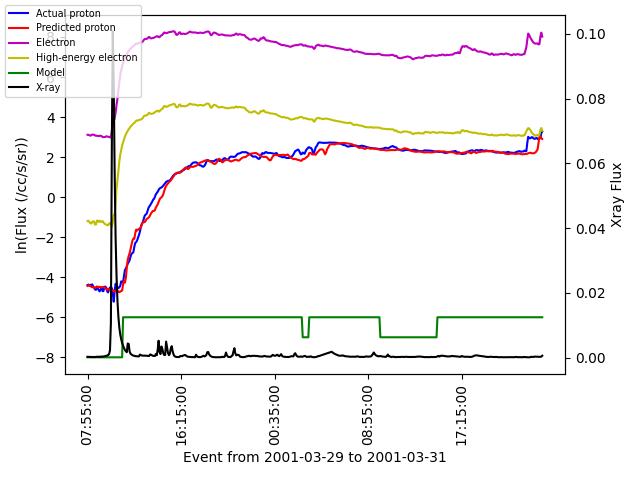 Actual proton
Predicted proton
Electron
High-energy electron
Model
X-ray
8
6
4
2
0
−2
−4
−6
−8
ln(Flux (/cc/s/sr))
0.10
0.08
0.06
0.04
0.02
0.00
Xray Flux
07:55:00
16:15:00
00:35:00
08:55:00
17:15:00
Event from 2001-03-29 to 2001-03-31